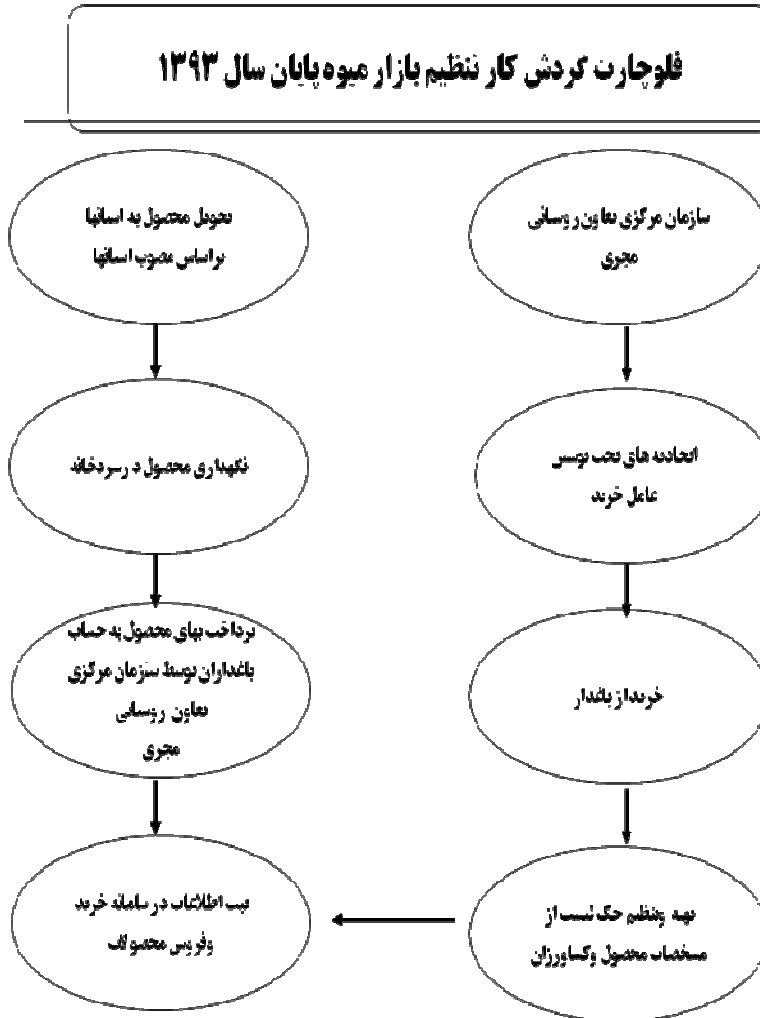 فلوچارت گردش کار تنظیم بازار میوه پایان سال ۱۳۹۳
سازمان مرکزی تعاون روستائی
مجری
اتحادیه های تحت پوشش
عامل خرید
خرید از باغدار
تهیه وتنظیم چک لیست از
مشخصات محصول وکشاورزان
تحویل محصول به استانها
براساس مصوب استانها
نگهداری محصول در سردخانه
پرداخت بهای محصول به حساب
باغداران توسط سازمان مرکزی
تعاون روستائی
مجری
ثبت اطلاعات در سامانه خرید
وفروش محصولات